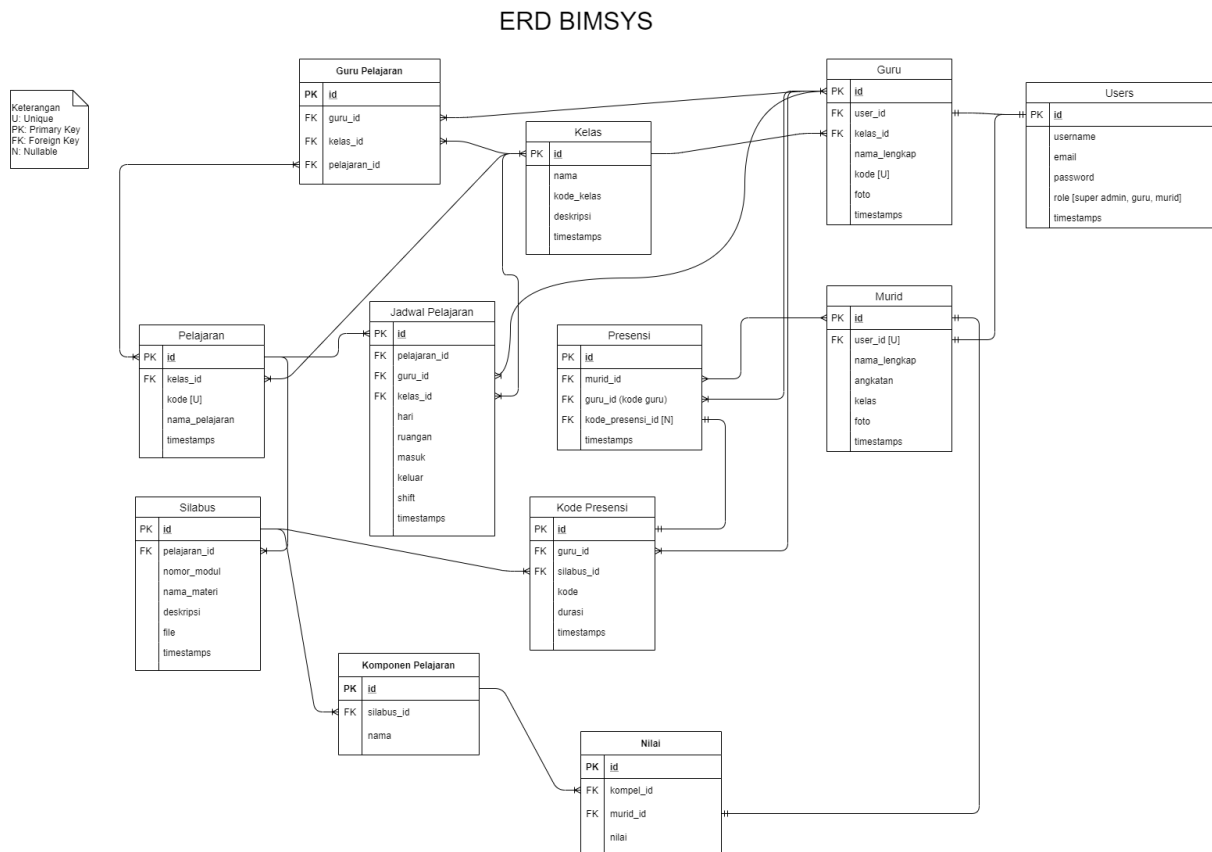 ERD BIMSYS
Keterangan
U: Unique
PK: Primary Key
FK: Foreign Key
N: Nullable
Guru Pelajaran
PK id
FK guru_id
FK kelas_id
FK pelajaran_id
Kelas
PK id
nama
kode_kelas
deskripsi
timestamps
Guru
PK id
FK user_id
FK kelas_id
nama_lengkap
kode [U]
foto
timestamps
Users
PK id
username
email
password
role [super admin, guru, murid]
timestamps
Pelajaran
PK id
FK kelas_id
kode [U]
nama_pelajaran
timestamps
Jadwal Pelajaran
PK id
FK pelajaran_id
FK guru_id
FK kelas_id
hari
ruangan
masuk
keluar
shift
timestamps
Presensi
PK id
FK murid_id
FK guru_id (kode guru)
FK kode_presensi_id [N]
timestamps
Murid
PK id
FK user_id [U]
nama_lengkap
angkatan
kelas
foto
timestamps
Silabus
PK id
FK pelajaran_id
nomor_modul
nama_materi
deskripsi
file
timestamps
Kode Presensi
PK id
FK guru_id
FK silabus_id
kode
durasi
timestamps
Komponen Pelajaran
PK id
FK silabus_id
nama
Nilai
PK id
FK kompel_id
FK murid_id
nilai